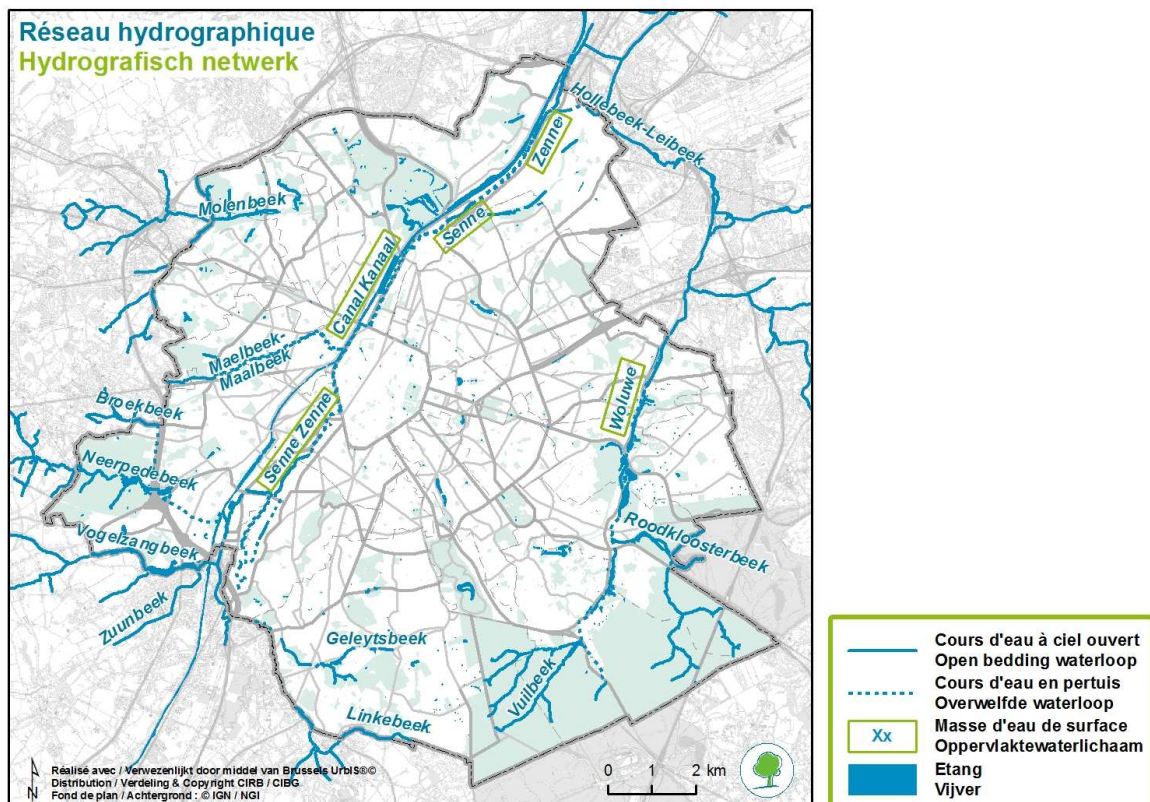 Réseau hydrographique
Hydrografisch netwerk
Hollebeek-Leibeek
Zenne
Molenbeek
Senne
Canal Kanaal
Maelbeek-
Maalbeek
Broekbeek
Woluwe
Senne Zenne
Neerpedebeek
Vogelzangbeek
Roodkloosterbeek
Zuunbeek
Geleytsbeek
Vuilbeek
Linkebeek
N
Réalisé avec / Verwezenlijkt door middel van Brussels UrbIS®©
Distribution / Verdeling & Copyright CIRB / CIBG
Fond de plan / Achtergrond : © IGN / NGI
0 1 2 km
Cours d'eau à ciel ouvert
Open bedding waterloop
Cours d'eau en pertuis
Overwelfde waterloop
Xx
Masse d'eau de surface
Oppervlaktewaterlichaam
Etang
Vijver